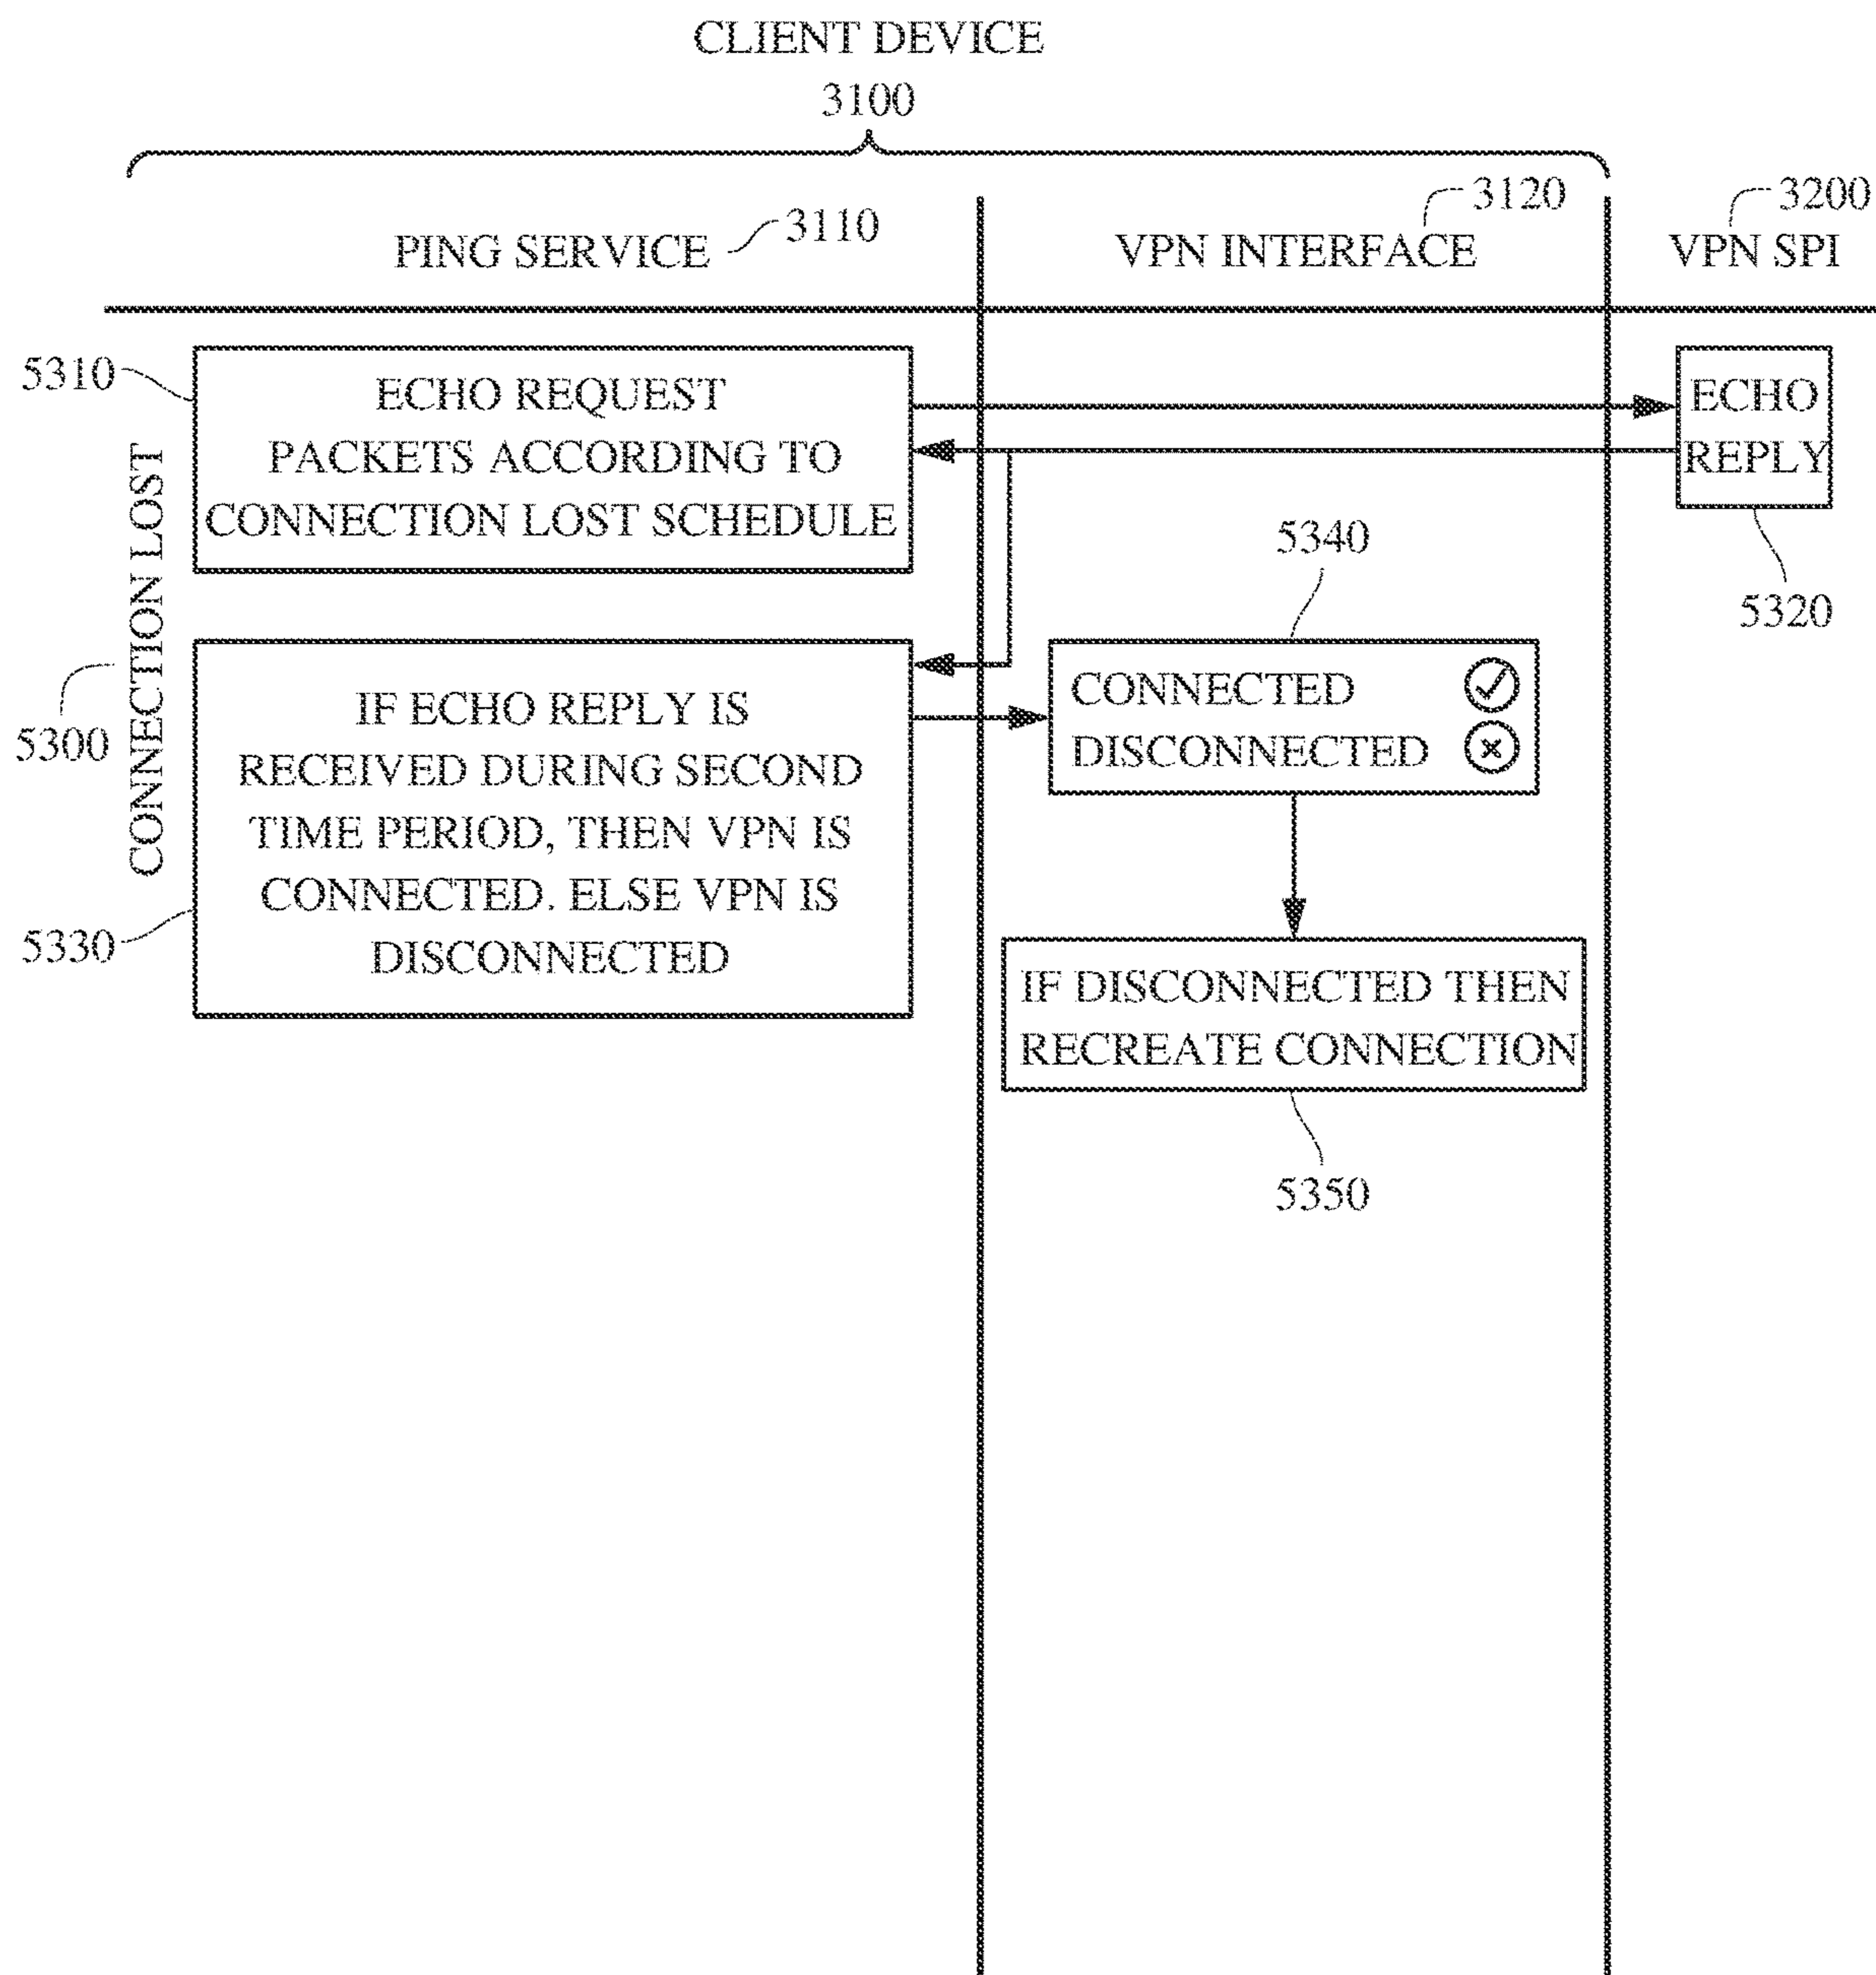 CLIENT DEVICE
3100
PING SERVICE
3110
VPN INTERFACE
3120
VPN SPI
3200
CONNECTION LOST
5300
5310
ECHO REQUEST
PACKETS ACCORDING TO
CONNECTION LOST SCHEDULE
ECHO
REPLY
5320
5330
IF ECHO REPLY IS
RECEIVED DURING SECOND
TIME PERIOD, THEN VPN IS
CONNECTED. ELSE VPN IS
DISCONNECTED
5340
CONNECTED
DISCONNECTED
IF DISCONNECTED THEN
RECREATE CONNECTION
5350